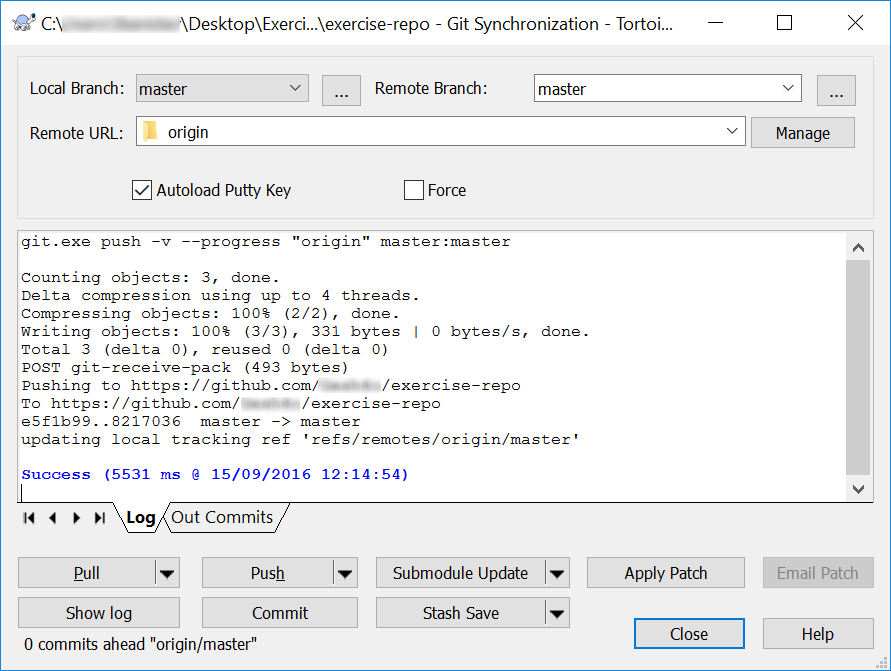 C:\ \Desktop\Exerci...\exercise-repo - Git Synchronization - Tortoi...
Local Branch: master ... Remote Branch: master ...
Remote URL: origin Manage
Autoload Putty Key Force
git.exe push -v --progress "origin" master:master
Counting objects: 3, done.
Delta compression using up to 4 threads.
Compressing objects: 100% (2/2), done.
Writing objects: 100% (3/3), 331 bytes | 0 bytes/s, done.
Total 3 (delta 0), reused 0 (delta 0)
POST git-receive-pack (493 bytes)
Pushing to https://github.com/ /exercise-repo
To https://github.com/ /exercise-repo
e5f1b99..8217036  master -> master
updating local tracking ref 'refs/remotes/origin/master'
Success (5531 ms @ 15/09/2016 12:14:54)
Log Out Commits
Pull Push Submodule Update Apply Patch Email Patch
Show log Commit Stash Save
Close Help
0 commits ahead "origin/master"